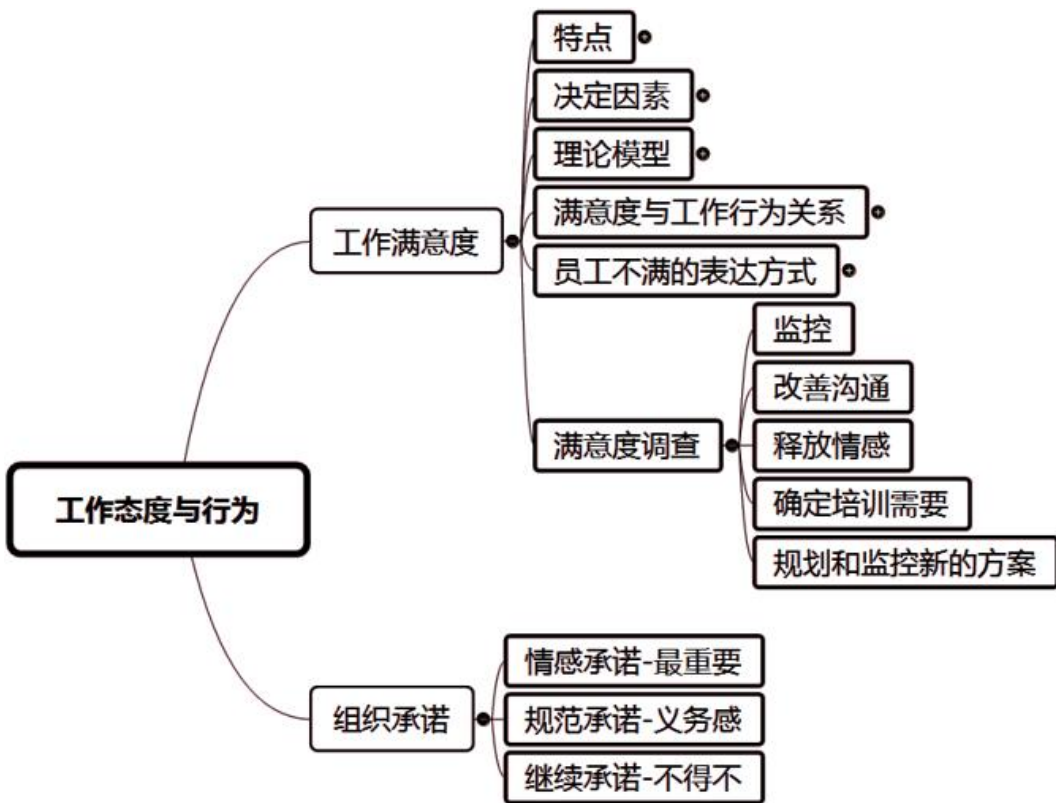 特点
决定因素
理论模型
满意度与工作行为关系
工作满意度
员工不满的表达方式
监控
改善沟通
满意度调查
释放情感
确定培训需要
规划和监控新的方案
工作态度与行为
情感承诺-最重要
组织承诺
规范承诺-义务感
继续承诺-不得不